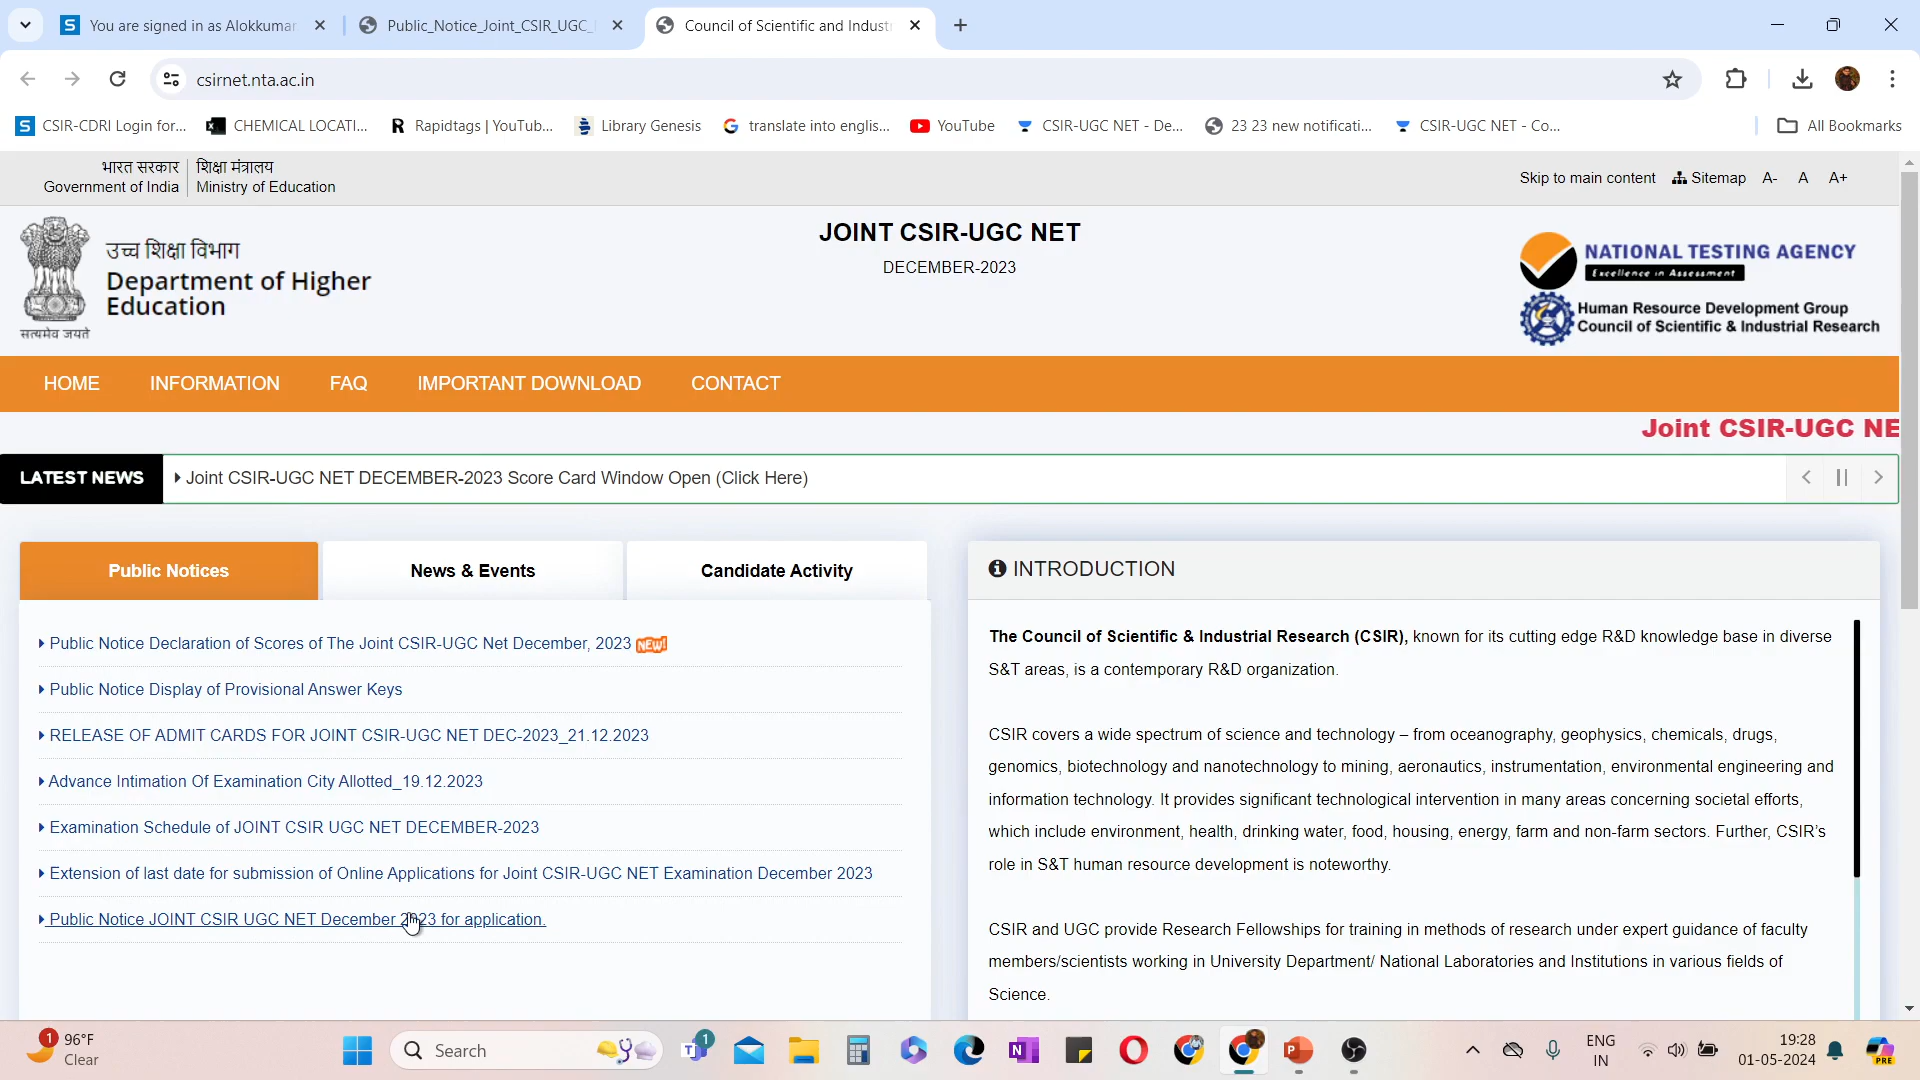 You are signed in as Alokkumar
Public_Notice_Joint_CSIR_UGC_
Council of Scientific and Industr
csirnet.nta.ac.in
CSIR-CDRI Login for...
CHEMICAL LOCATI...
Rapidtags | YouTub...
Library Genesis
translate into englis...
YouTube
CSIR-UGC NET - De...
23 23 new notificati...
CSIR-UGC NET - Co...
All Bookmarks
भारत सरकार
Government of India
शिक्षा मंत्रालय
Ministry of Education
Skip to main content
Sitemap
A-
A
A+
उच्च शिक्षा विभाग
Department of Higher
Education
सत्यमेव जयते
JOINT CSIR-UGC NET
DECEMBER-2023
NATIONAL TESTING AGENCY
Excellence in Assessment
Human Resource Development Group
Council of Scientific & Industrial Research
HOME
INFORMATION
FAQ
IMPORTANT DOWNLOAD
CONTACT
Joint CSIR-UGC NE
LATEST NEWS
Joint CSIR-UGC NET DECEMBER-2023 Score Card Window Open (Click Here)
Public Notices
News & Events
Candidate Activity
Public Notice Declaration of Scores of The Joint CSIR-UGC Net December, 2023 NEW!
Public Notice Display of Provisional Answer Keys
RELEASE OF ADMIT CARDS FOR JOINT CSIR-UGC NET DEC-2023_21.12.2023
Advance Intimation Of Examination City Allotted_19.12.2023
Examination Schedule of JOINT CSIR UGC NET DECEMBER-2023
Extension of last date for submission of Online Applications for Joint CSIR-UGC NET Examination December 2023
Public Notice JOINT CSIR UGC NET December 2023 for application.
INTRODUCTION
The Council of Scientific & Industrial Research (CSIR), known for its cutting edge R&D knowledge base in diverse
S&T areas, is a contemporary R&D organization.
CSIR covers a wide spectrum of science and technology – from oceanography, geophysics, chemicals, drugs,
genomics, biotechnology and nanotechnology to mining, aeronautics, instrumentation, environmental engineering and
information technology. It provides significant technological intervention in many areas concerning societal efforts,
which include environment, health, drinking water, food, housing, energy, farm and non-farm sectors. Further, CSIR's
role in S&T human resource development is noteworthy.
CSIR and UGC provide Research Fellowships for training in methods of research under expert guidance of faculty
members/scientists working in University Department/ National Laboratories and Institutions in various fields of
Science.
1
96°F
Clear
Search
1
ENG
IN
19:28
01-05-2024
PRE